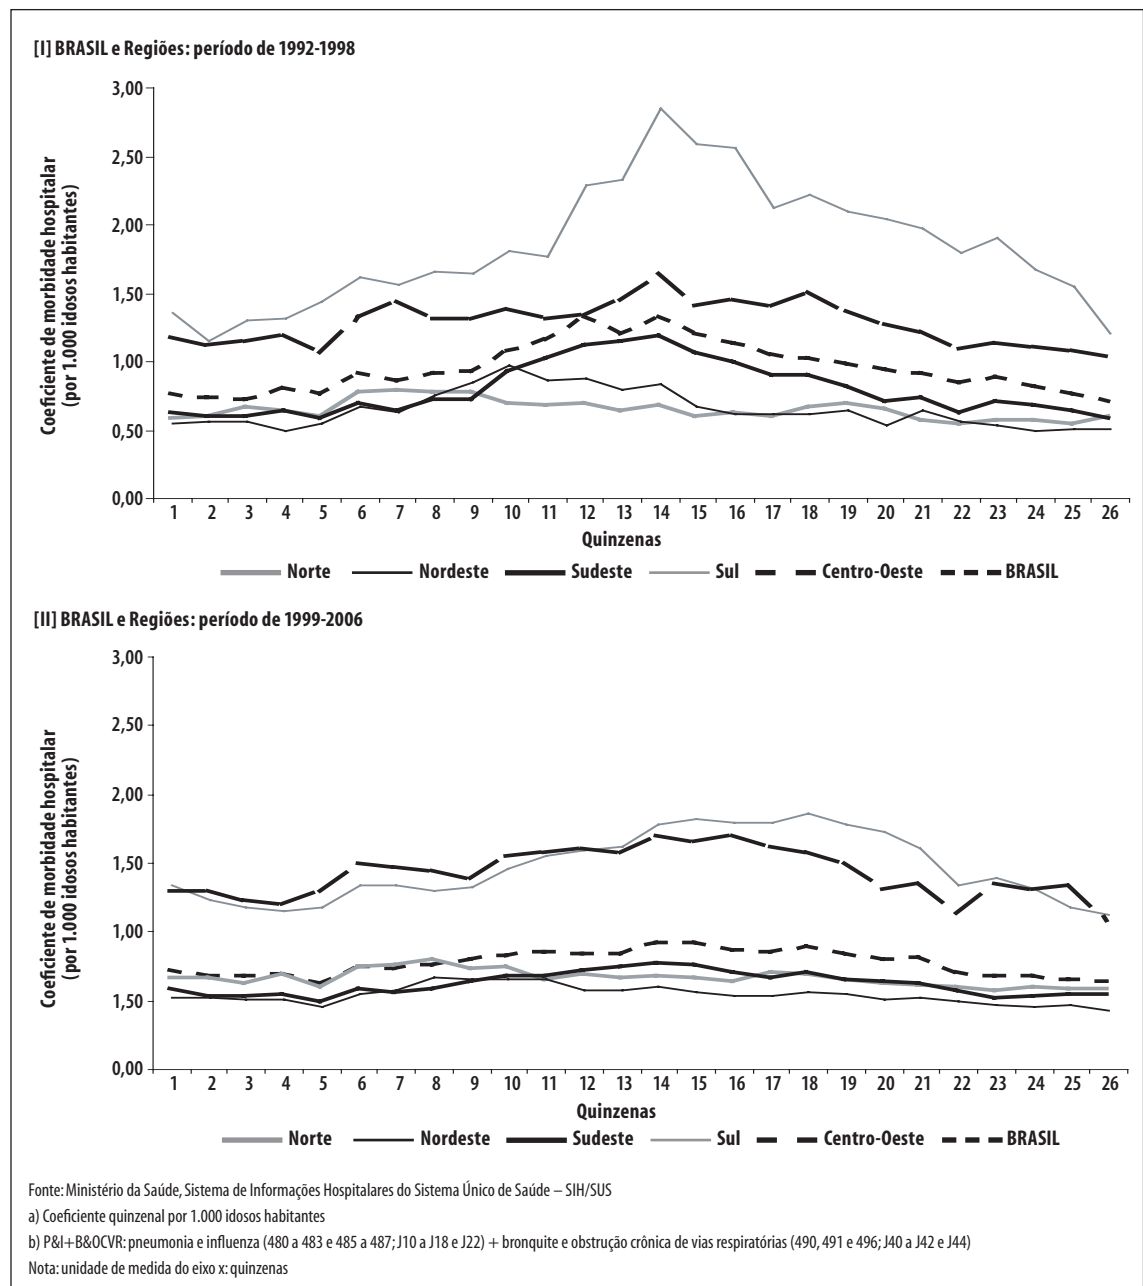 [I] BRASIL e Regiões: período de 1992-1998
Coeficiente de morbidade hospitalar
(por 1.000 idosos habitantes)
3,00
2,50
2,00
1,50
1,00
0,50
0,00
1 2 3 4 5 6 7 8 9 10 11 12 13 14 15 16 17 18 19 20 21 22 23 24 25 26
Quinzenas
Norte Nordeste Sudeste Sul Centro-Oeste BRASIL
[II] BRASIL e Regiões: período de 1999-2006
Coeficiente de morbidade hospitalar
(por 1.000 idosos habitantes)
3,00
2,50
2,00
1,50
1,00
1,50
0,00
1 2 3 4 5 6 7 8 9 10 11 12 13 14 15 16 17 18 19 20 21 22 23 24 25 26
Quinzenas
Norte Nordeste Sudeste Sul Centro-Oeste BRASIL
Fonte: Ministério da Saúde, Sistema de Informações Hospitalares do Sistema Único de Saúde – SIH/SUS
a) Coeficiente quinzenal por 1.000 idosos habitantes
b) P&I+B&OCVR: pneumonia e influenza (480 a 483 e 485 a 487; J10 a J18 e J22) + bronquite e obstrução crônica de vias respiratórias (490, 491 e 496; J40 a J42 e J44)
Nota: unidade de medida do eixo x: quinzenas